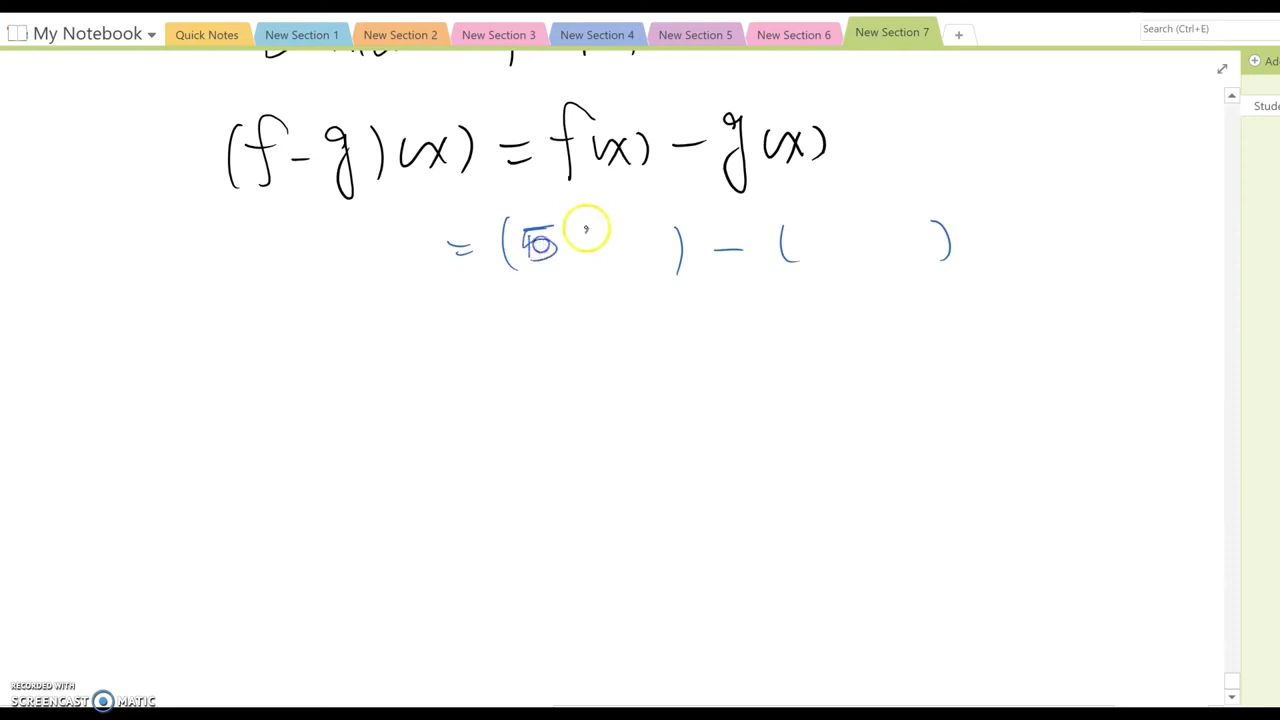 My Notebook
Quick Notes
New Section 1
New Section 2
New Section 3
New Section 4
New Section 5
New Section 6
New Section 7
+
Search (Ctrl+E)
Stude
(f-g)(x) = f(x) - g(x)
= ( ) - ( )
RECORDED WITH
SCREENCAST MATIC